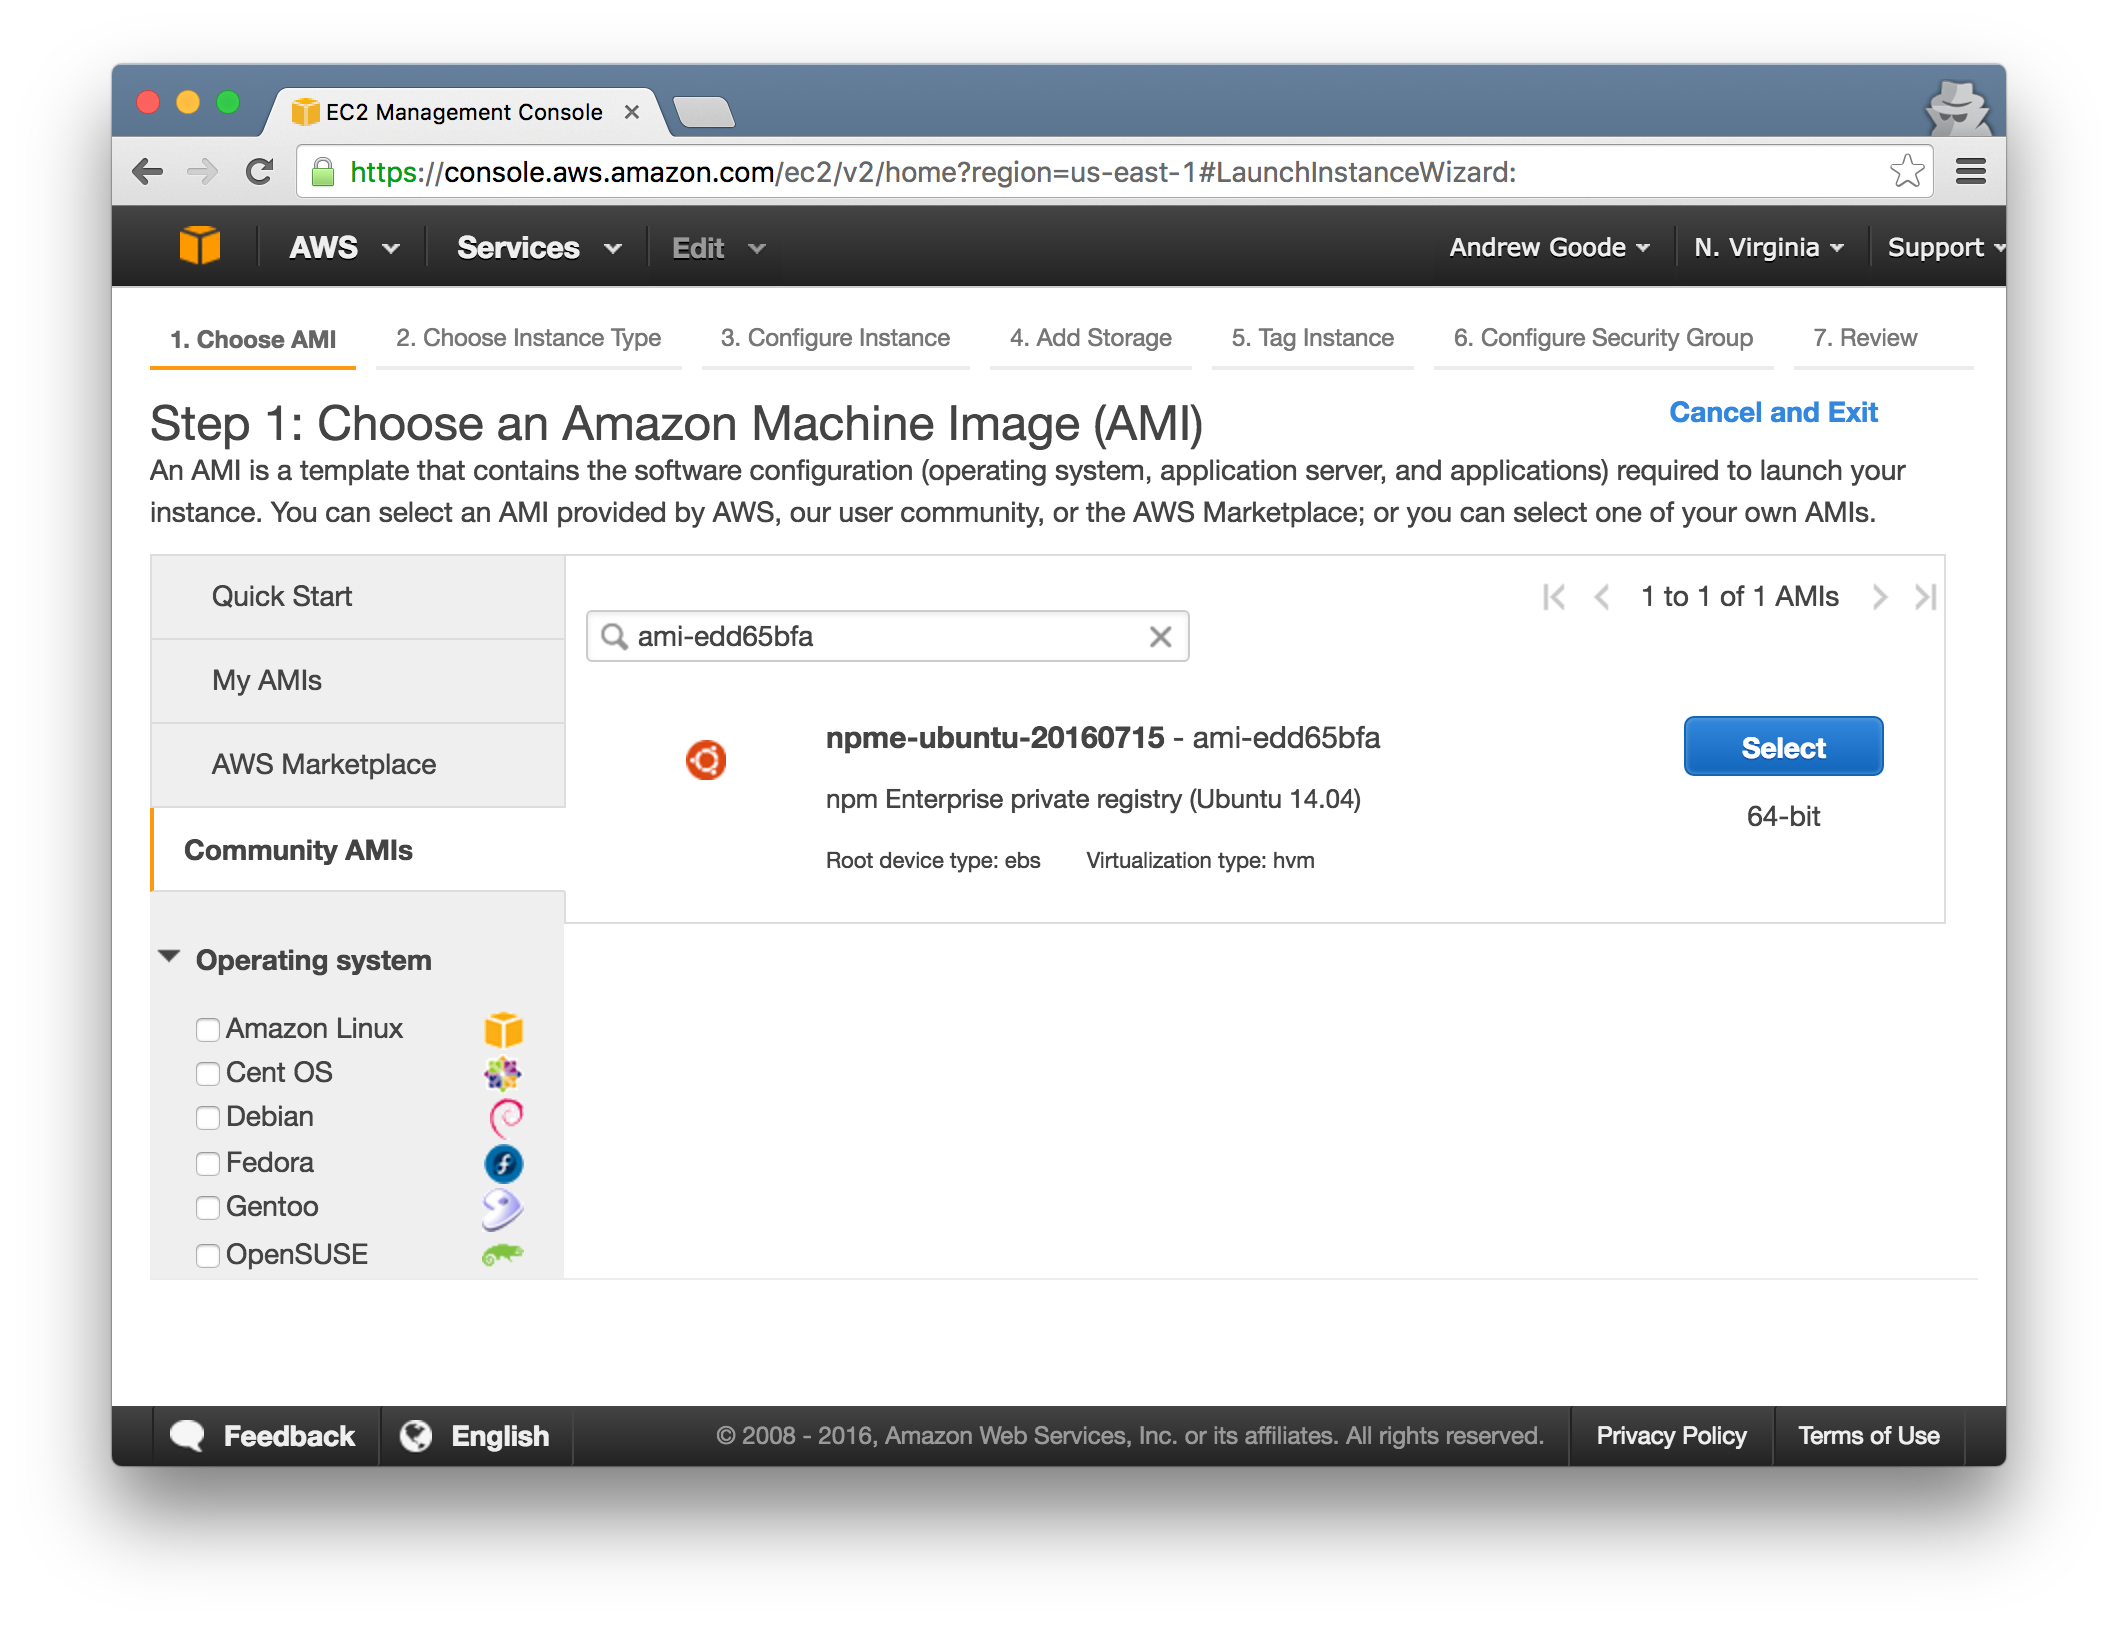 EC2 Management Console
https://console.aws.amazon.com/ec2/v2/home?region=us-east-1#LaunchInstanceWizard:
AWS Services Edit Andrew Goode N. Virginia Support
1. Choose AMI 2. Choose Instance Type 3. Configure Instance 4. Add Storage 5. Tag Instance 6. Configure Security Group 7. Review
Step 1: Choose an Amazon Machine Image (AMI)
Cancel and Exit
An AMI is a template that contains the software configuration (operating system, application server, and applications) required to launch your
instance. You can select an AMI provided by AWS, our user community, or the AWS Marketplace; or you can select one of your own AMIs.
Quick Start
My AMIs
AWS Marketplace
Community AMIs
Operating system
Amazon Linux
Cent OS
Debian
Fedora
Gentoo
OpenSUSE
1 to 1 of 1 AMIs
ami-edd65bfa
npme-ubuntu-20160715 - ami-edd65bfa
Select
npm Enterprise private registry (Ubuntu 14.04)
64-bit
Root device type: ebs Virtualization type: hvm
Feedback English © 2008 - 2016, Amazon Web Services, Inc. or its affiliates. All rights reserved. Privacy Policy Terms of Use